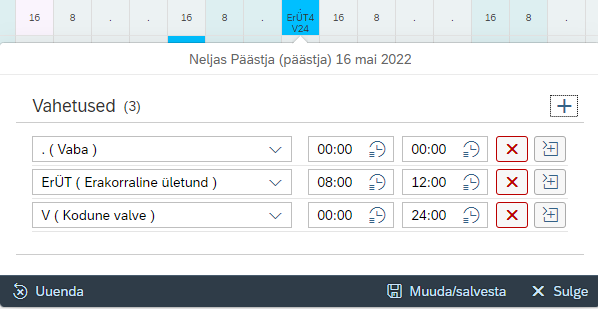 16 8 . . 16 8 . ErÜT4 16 8 . . 16 8 .
V24
Neljas Päästja (päästja) 16 mai 2022
Vahetused (3)
. ( Vaba ) 00:00 00:00
ErÜT ( Erakorraline ületund ) 08:00 12:00
V ( Kodune valve ) 00:00 24:00
Uuenda Muuda/salvesta Sulge